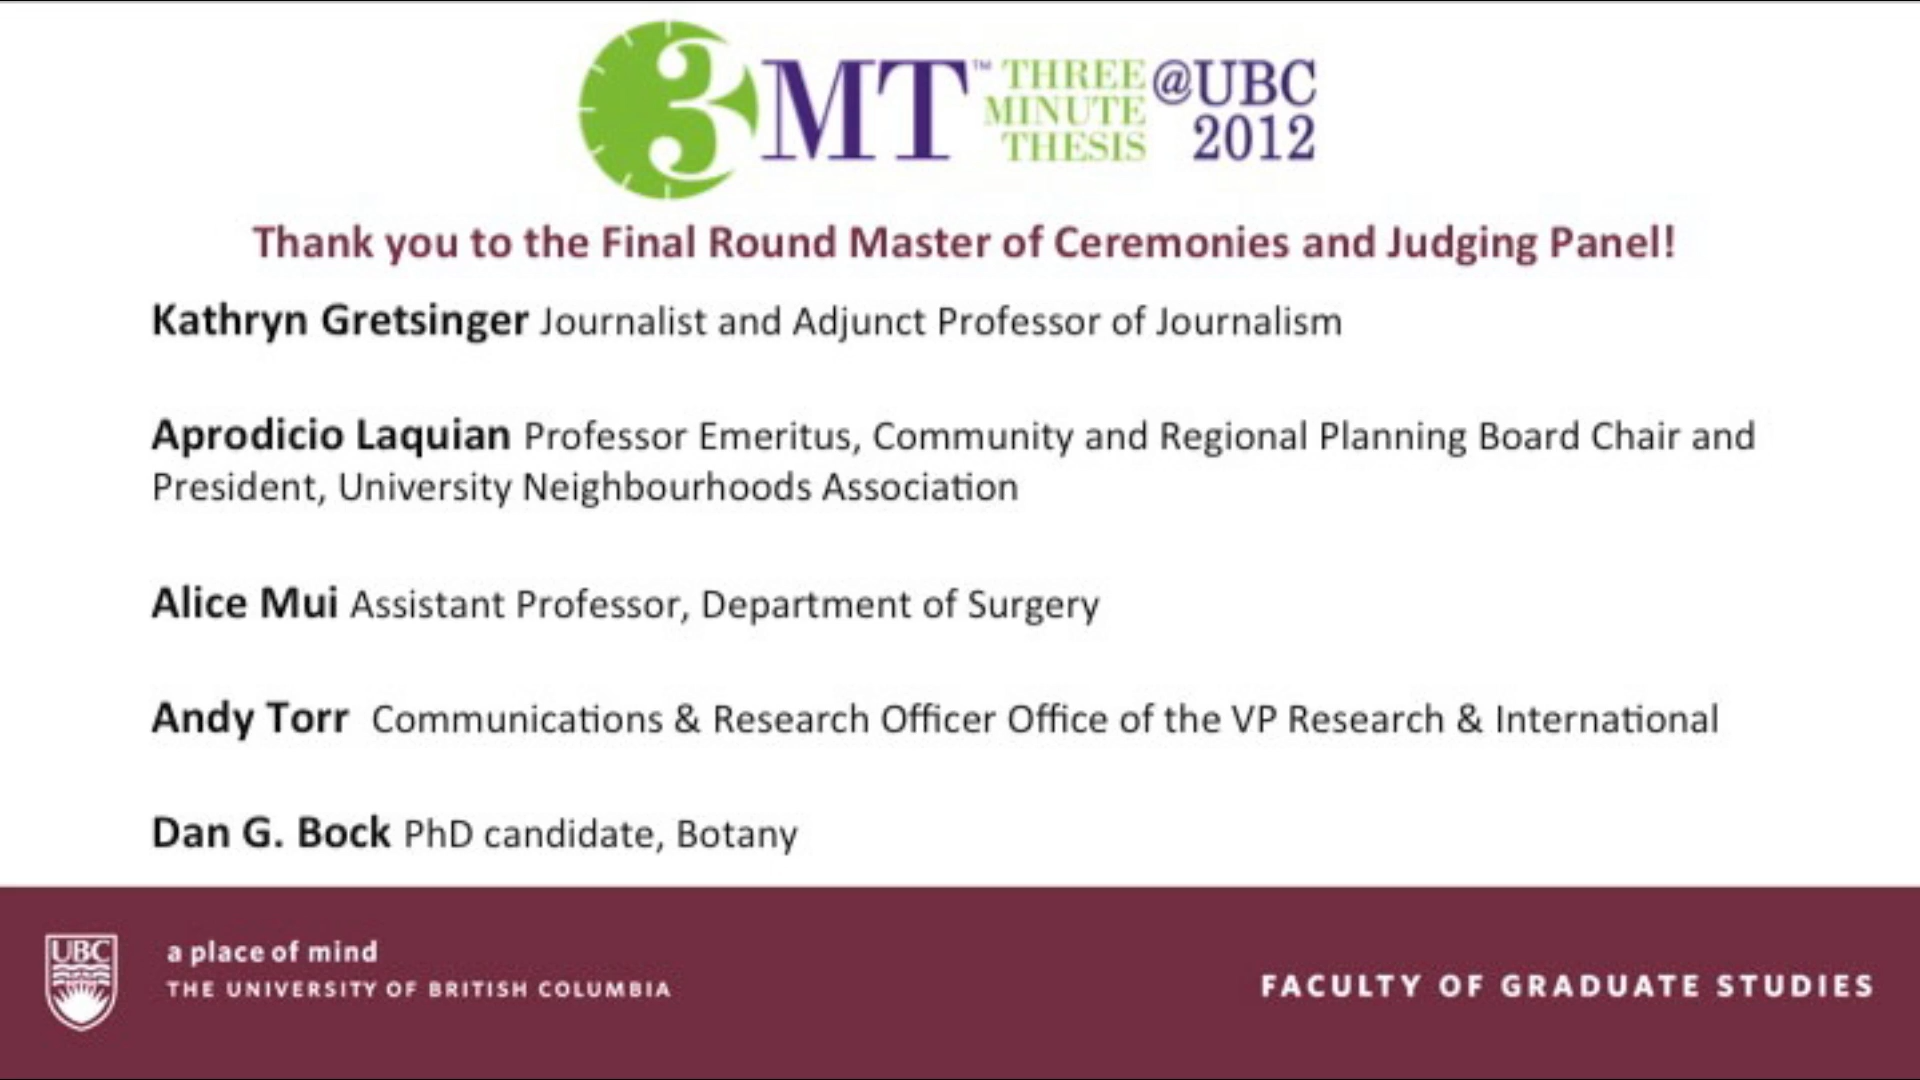 3MT™ THREE MINUTE THESIS @UBC 2012
Thank you to the Final Round Master of Ceremonies and Judging Panel!
Kathryn Gretsinger Journalist and Adjunct Professor of Journalism
Aprodicio Laquian Professor Emeritus, Community and Regional Planning Board Chair and
President, University Neighbourhoods Association
Alice Mui Assistant Professor, Department of Surgery
Andy Torr Communications & Research Officer Office of the VP Research & International
Dan G. Bock PhD candidate, Botany
UBC
a place of mind
THE UNIVERSITY OF BRITISH COLUMBIA
FACULTY OF GRADUATE STUDIES